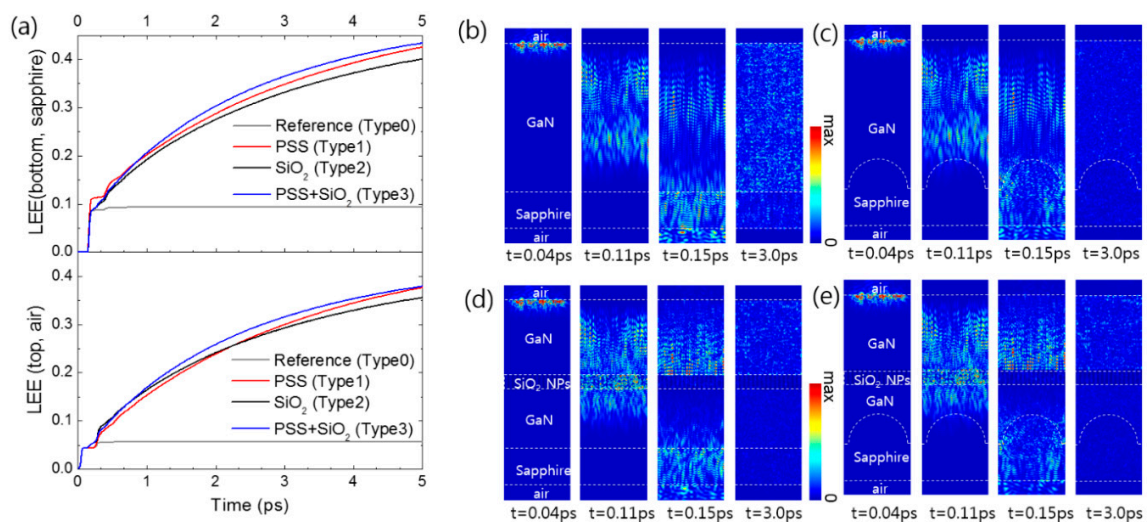 (a)
0 1 2 3 4 5
0.4
0.3
0.2
0.1
0.0
LEE(bottom, sapphire)
Reference (Type0)
PSS (Type1)
SiO₂ (Type2)
PSS+SiO₂ (Type3)
0.4
0.3
0.2
0.1
0.0
LEE (top, air)
Reference (Type0)
PSS (Type1)
SiO₂ (Type2)
PSS+SiO₂ (Type3)
0 1 2 3 4 5
Time (ps)
(b)
air
GaN
Sapphire
air
t=0.04ps t=0.11ps t=0.15ps t=3.0ps
max
0
(c)
air
GaN
Sapphire
air
t=0.04ps t=0.11ps t=0.15ps t=3.0ps
(d)
air
GaN
SiO₂ NPs
GaN
Sapphire
air
t=0.04ps t=0.11ps t=0.15ps t=3.0ps
max
0
(e)
air
GaN
SiO₂ NPs
GaN
Sapphire
air
t=0.04ps t=0.11ps t=0.15ps t=3.0ps